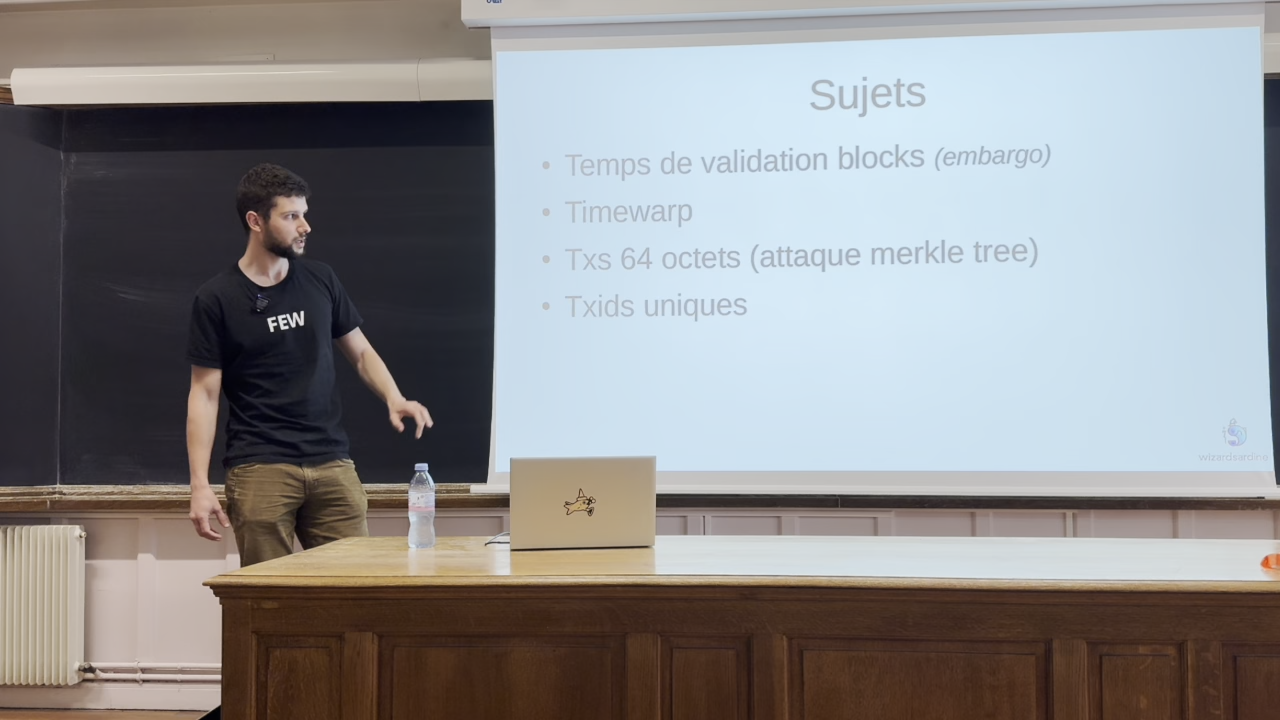 Sujets
• Temps de validation blocks (embargo)
• Timewarp
• Txs 64 octets (attaque merkle tree)
• Txids uniques
FEW
wizardsardine